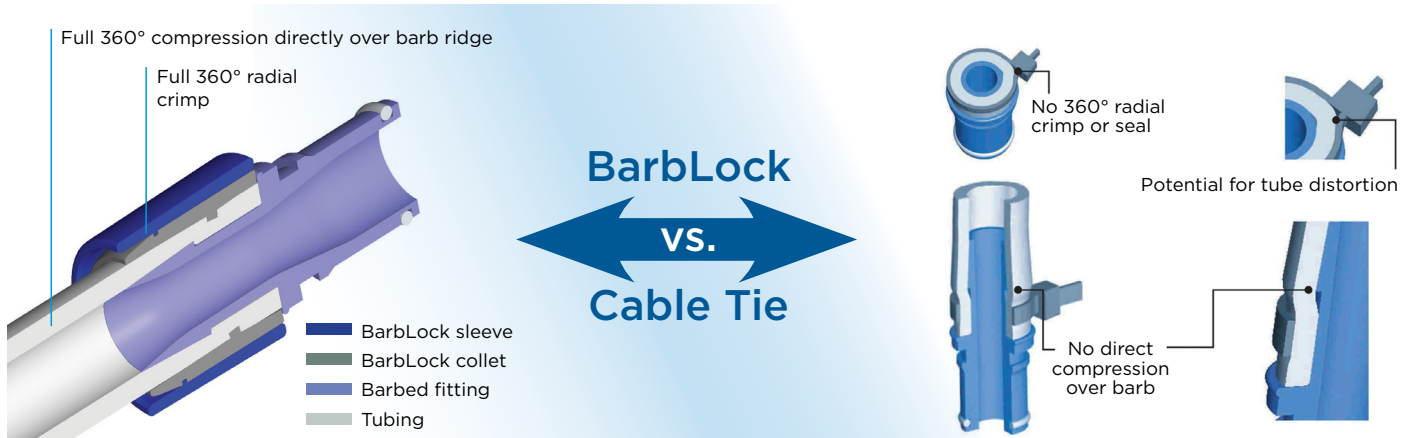 Full 360° compression directly over barb ridge
Full 360° radial
crimp
BarbLock sleeve
BarbLock collet
Barbed fitting
Tubing
BarbLock
VS.
Cable Tie
No 360° radial
crimp or seal
Potential for tube distortion
No direct
compression
over barb